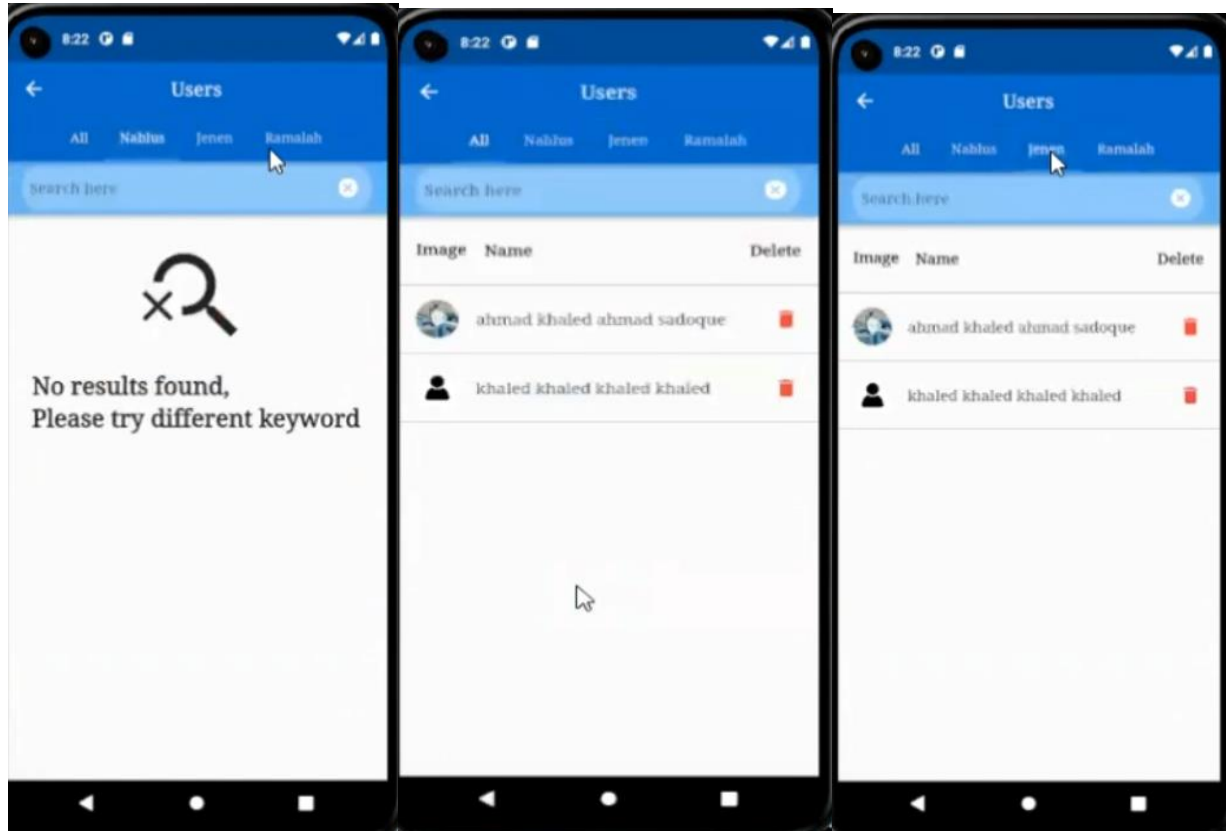 8:22
Users
All Nablus Jenen Ramalah
Search here
No results found,
Please try different keyword
8:22
Users
All Nablus Jenen Ramalah
Search here
Image Name Delete
ahmad khaled ahmad sadoque
khaled khaled khaled khaled
8:22
Users
All Nablus Jenen Ramalah
Search here
Image Name Delete
ahmad khaled ahmad sadoque
khaled khaled khaled khaled